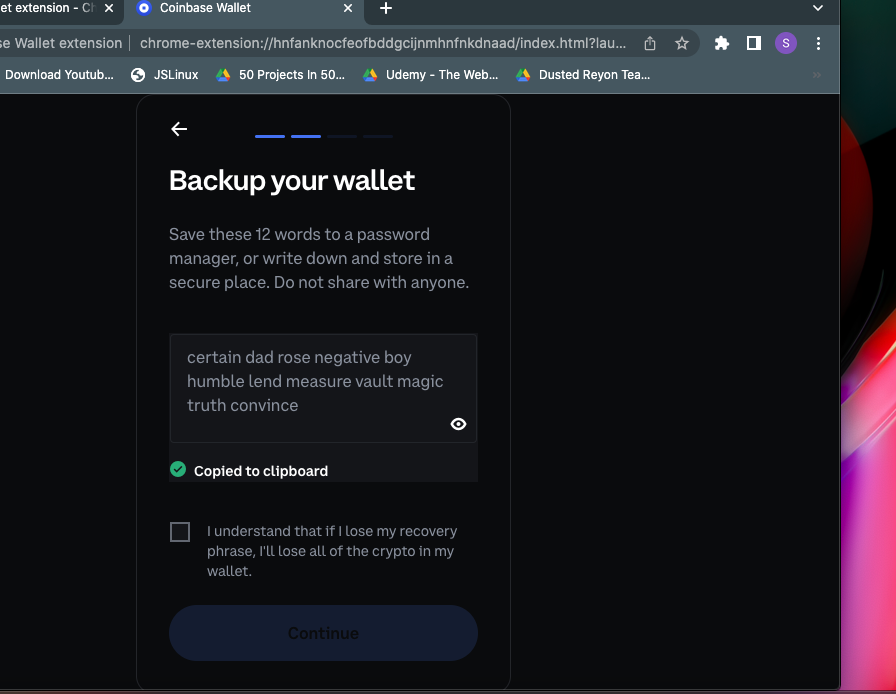 et extension - Ch
Coinbase Wallet
se Wallet extension
chrome-extension://hnfanknocfeofbddgcijnmhnfnkdnaad/index.html?lau...
S
Download Youtub...
JSLinux
50 Projects In 50...
Udemy - The Web...
Dusted Reyon Tea...
Backup your wallet
Save these 12 words to a password
manager, or write down and store in a
secure place. Do not share with anyone.
certain dad rose negative boy
humble lend measure vault magic
truth convince
Copied to clipboard
I understand that if I lose my recovery
phrase, I'll lose all of the crypto in my
wallet.
Continue